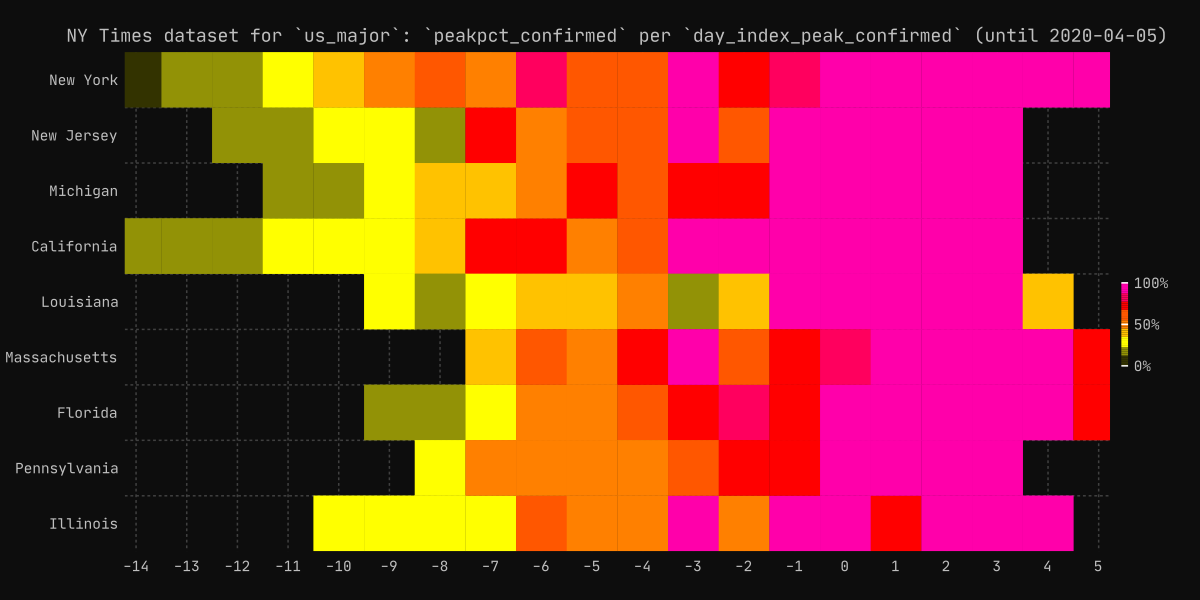 NY Times dataset for `us_major`: `peakpct_confirmed` per `day_index_peak_confirmed` (until 2020-04-05)
New York
New Jersey
Michigan
California
Louisiana
Massachusetts
Florida
Pennsylvania
Illinois
100%
50%
0%
-14 -13 -12 -11 -10 -9 -8 -7 -6 -5 -4 -3 -2 -1 0 1 2 3 4 5